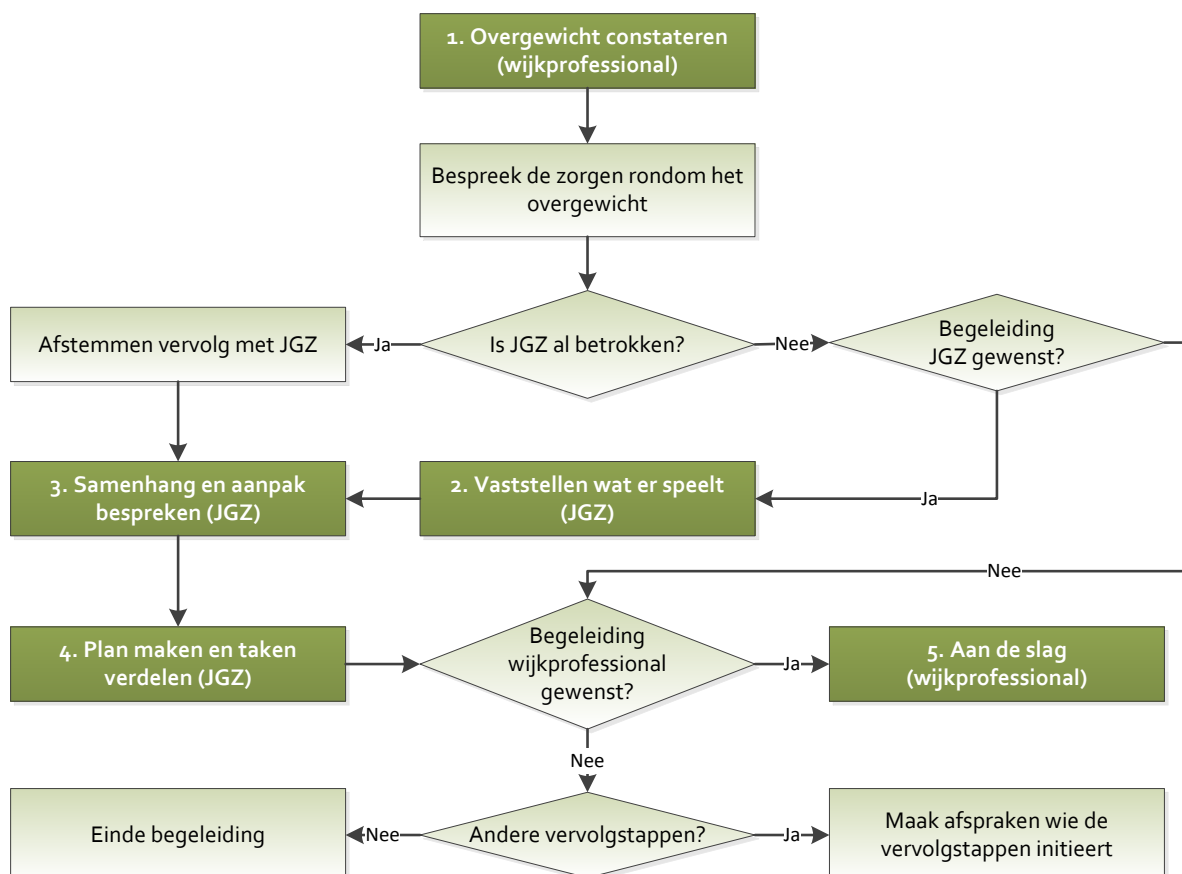 1. Overgewicht constateren
(wijkprofessional)
Bespreek de zorgen rondom het
overgewicht
Afstemmen vervolg met JGZ
Ja
Is JGZ al betrokken?
Nee
Begeleiding
JGZ gewenst?
3. Samenhang en aanpak
bespreken (JGZ)
2. Vaststellen wat er speelt
(JGZ)
Ja
Nee
4. Plan maken en taken
verdelen (JGZ)
Begeleiding
wijkprofessional
gewenst?
Ja
5. Aan de slag
(wijkprofessional)
Nee
Einde begeleiding
Nee
Andere vervolgstappen?
Ja
Maak afspraken wie de
vervolgstappen initieert